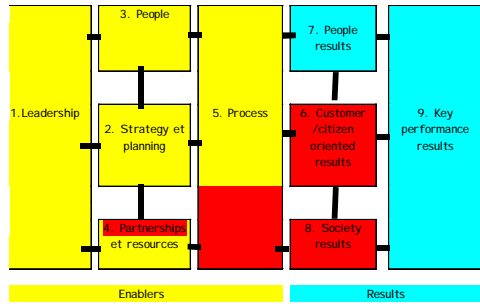 3. People
7. People
results
1.Leadership
2. Strategy et
planning
5. Process
6. Customer
/citizen
oriented
results
9. Key
performance
results
4. Partnerships
et resources
8. Society
results
Enablers
Results